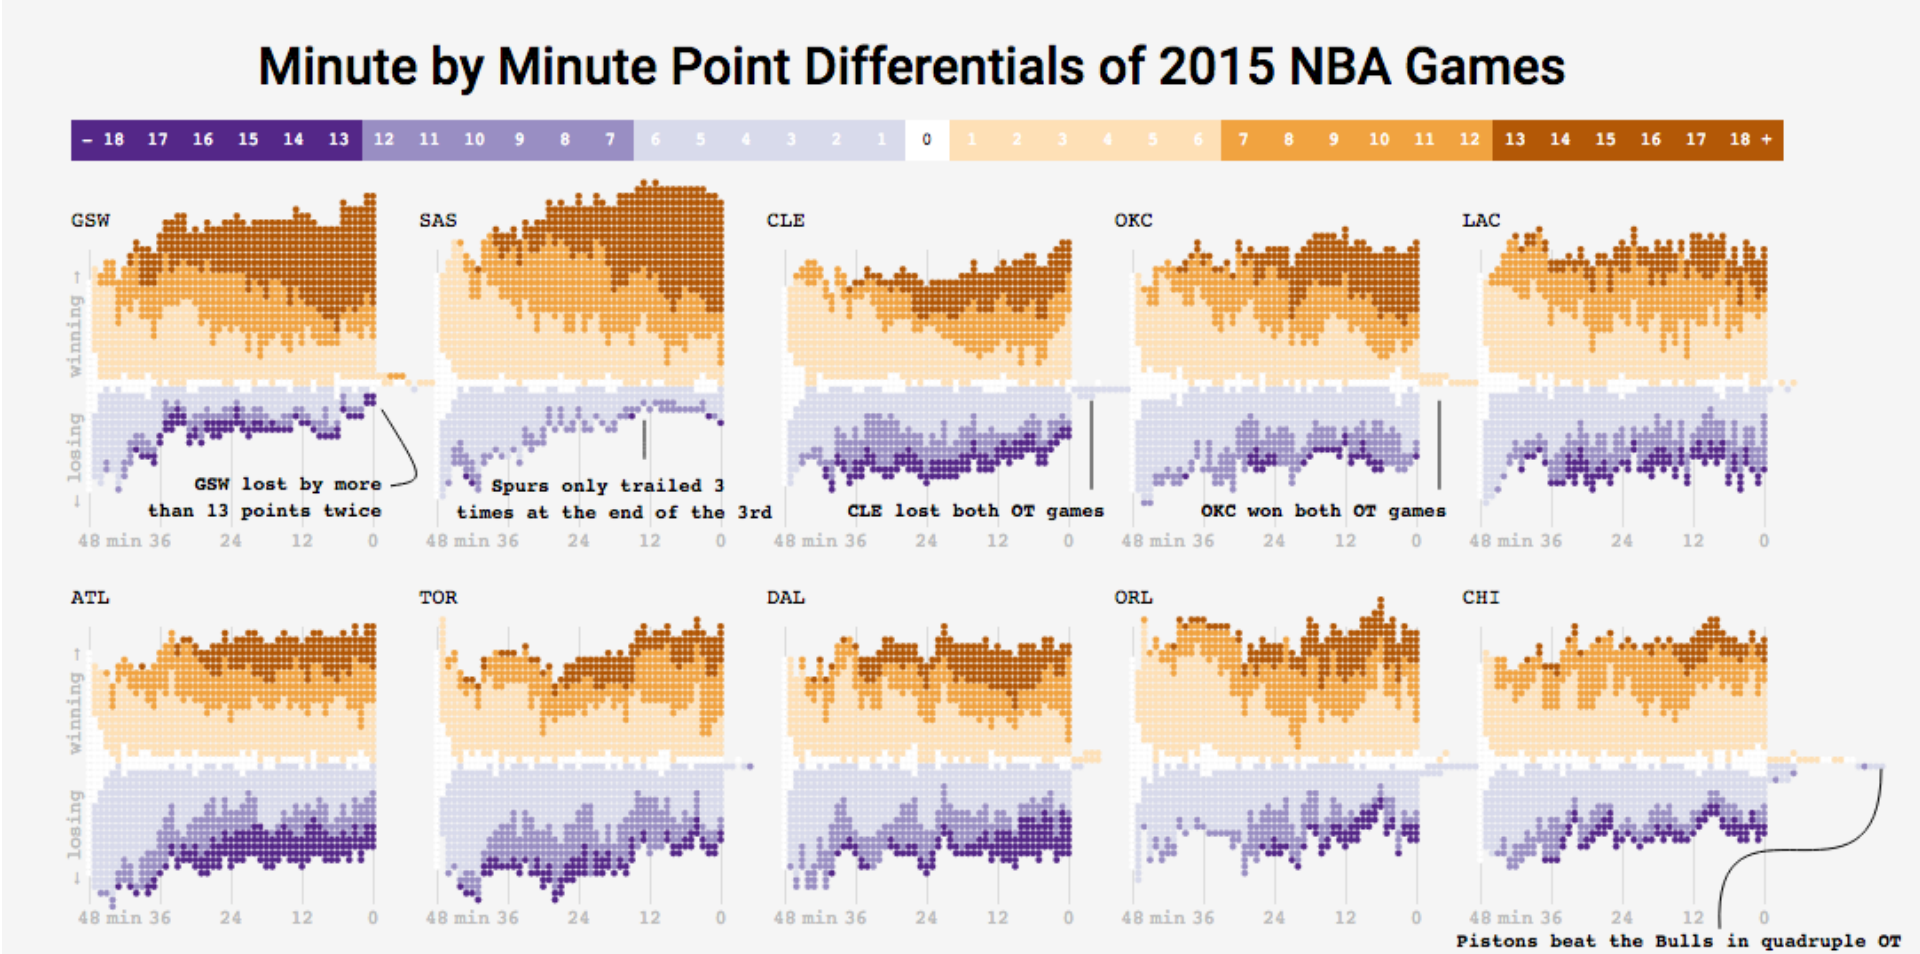 Minute by Minute Point Differentials of 2015 NBA Games
– 18 17 16 15 14 13 12 11 10 9 8 7 6 5 4 3 2 1 0 1 2 3 4 5 6 7 8 9 10 11 12 13 14 15 16 17 18 +
GSW SAS CLE OKC LAC
winning →
← losing
GSW lost by more
than 13 points twice
Spurs only trailed 3
times at the end of the 3rd
CLE lost both OT games
OKC won both OT games
48 min 36 24 12 0 48 min 36 24 12 0 48 min 36 24 12 0 48 min 36 24 12 0 48 min 36 24 12 0
ATL TOR DAL ORL CHI
winning →
← losing
48 min 36 24 12 0 48 min 36 24 12 0 48 min 36 24 12 0 48 min 36 24 12 0 48 min 36 24 12 0
Pistons beat the Bulls in quadruple OT